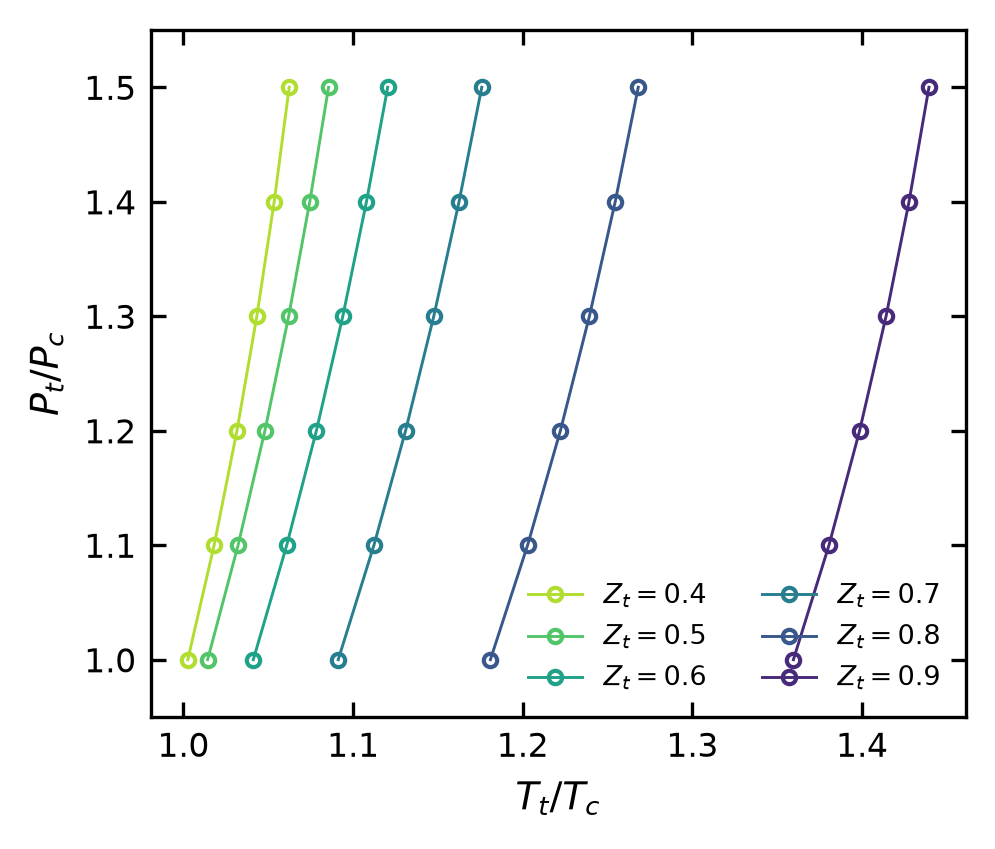 1.5
1.4
1.3
1.2
1.1
1.0
P_t/P_c
Z_t = 0.4
Z_t = 0.5
Z_t = 0.6
Z_t = 0.7
Z_t = 0.8
Z_t = 0.9
1.0 1.1 1.2 1.3 1.4
T_t/T_c